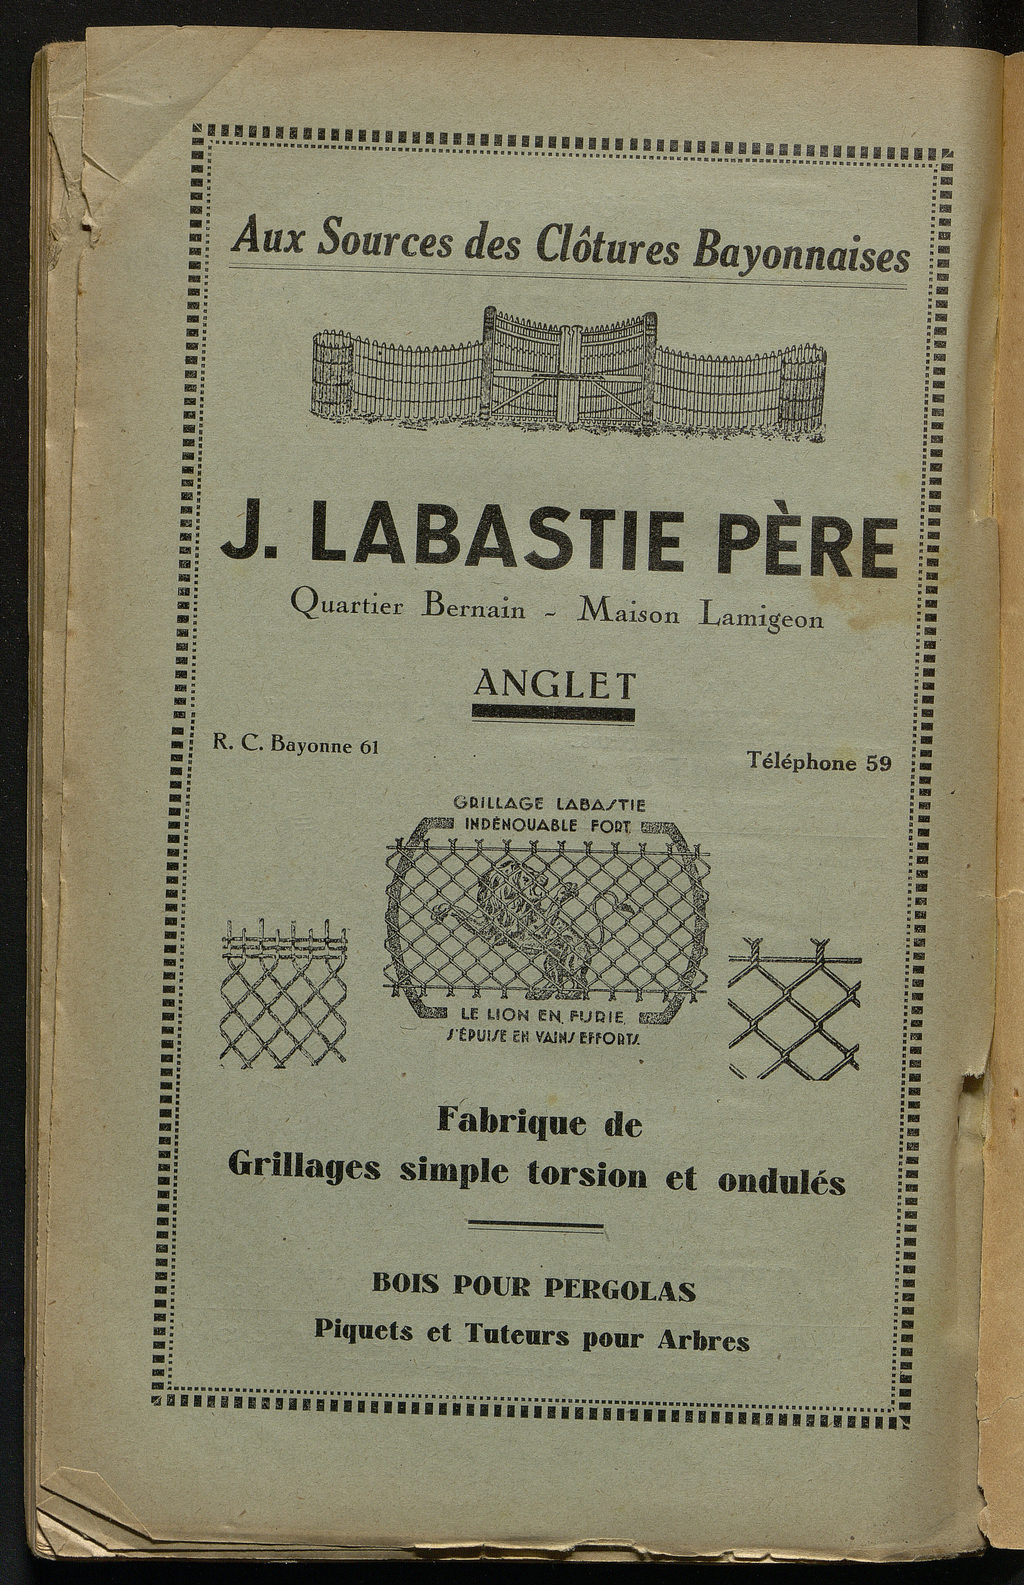 Aux Sources des Clôtures Bayonnaises
J. LABASTIE PÈRE
Quartier Bernain - Maison Lamigeon
ANGLET
R. C. Bayonne 61
Téléphone 59
GRILLAGE LABASTIE
INDÉNOUABLE FORT
LE LION EN FURIE
S'ÉPUISE EN VAINS EFFORTS
Fabrique de
Grillages simple torsion et ondulés
BOIS POUR PERGOLAS
Piquets et Tuteurs pour Arbres